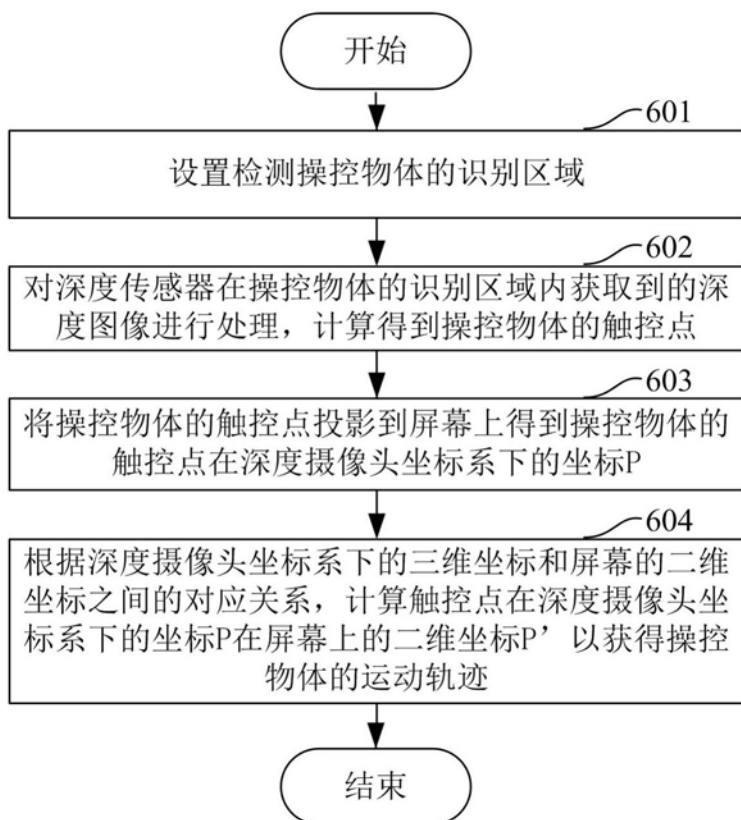 开始
601
设置检测操控物体的识别区域
602
对深度传感器在操控物体的识别区域内获取到的深
度图像进行处理，计算得到操控物体的触控点
603
将操控物体的触控点投影到屏幕上得到操控物体的
触控点在深度摄像头坐标系下的坐标P
604
根据深度摄像头坐标系下的三维坐标和屏幕的二维
坐标之间的对应关系，计算触控点在深度摄像头坐
标系下的坐标P在屏幕上的二维坐标P’以获得操控
物体的运动轨迹
结束